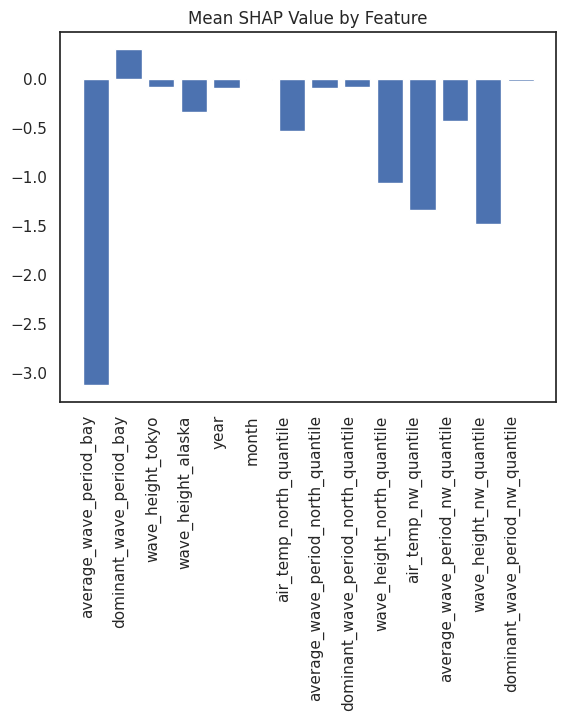 Mean SHAP Value by Feature
0.0
−0.5
−1.0
−1.5
−2.0
−2.5
−3.0
average_wave_period_bay
dominant_wave_period_bay
wave_height_tokyo
wave_height_alaska
year
month
air_temp_north_quantile
average_wave_period_north_quantile
dominant_wave_period_north_quantile
wave_height_north_quantile
air_temp_nw_quantile
average_wave_period_nw_quantile
wave_height_nw_quantile
dominant_wave_period_nw_quantile